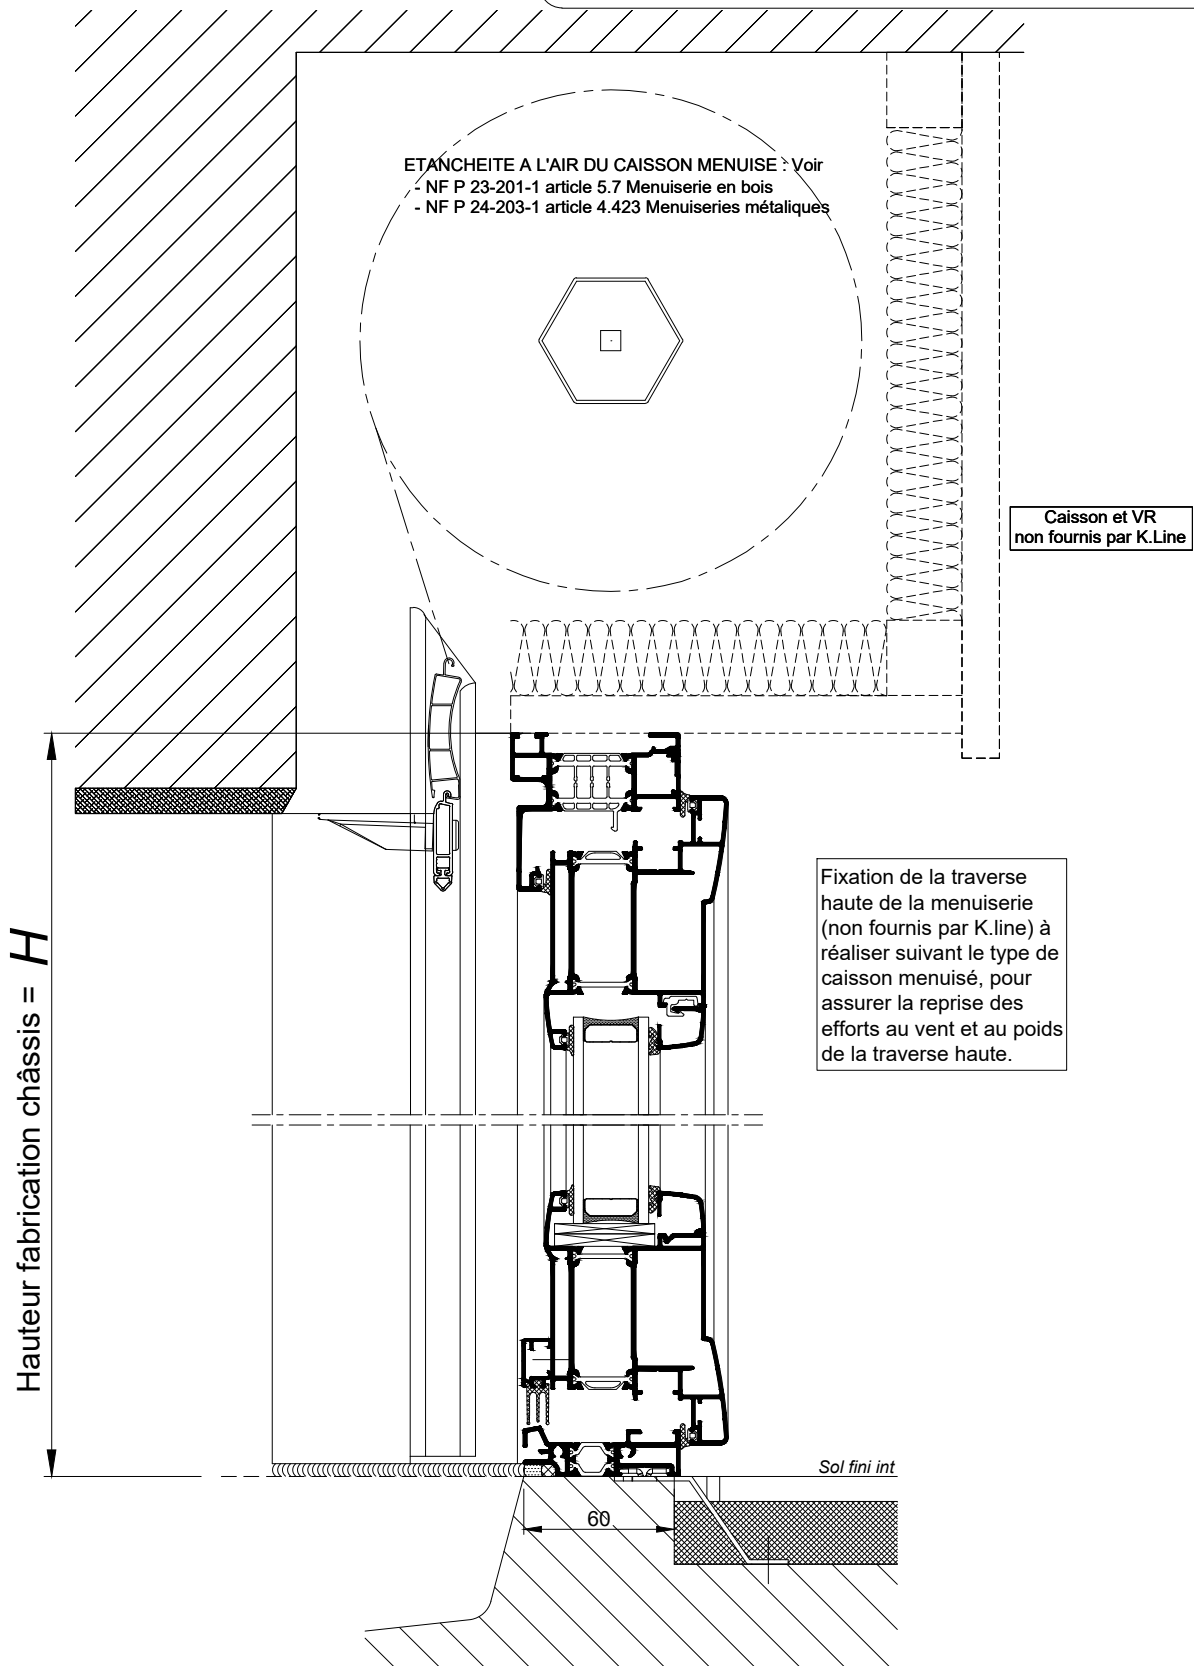 ETANCHEITE A L'AIR DU CAISSON MENUISE : Voir
- NF P 23-201-1 article 5.7 Menuiserie en bois
- NF P 24-203-1 article 4.423 Menuiseries métaliques
Caisson et VR
non fournis par K.Line
Fixation de la traverse
haute de la menuiserie
(non fournis par K.line) à
réaliser suivant le type de
caisson menuisé, pour
assurer la reprise des
efforts au vent et au poids
de la traverse haute.
Hauteur fabrication châssis = H
Sol fini int
60